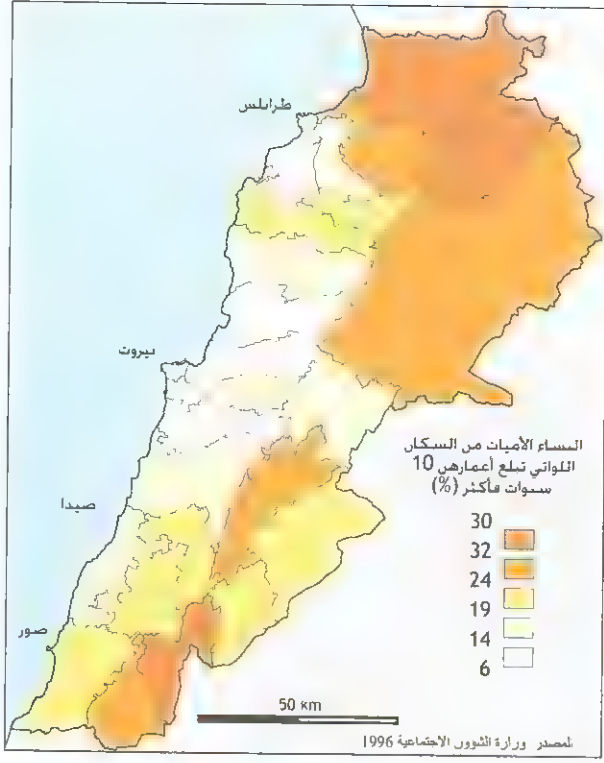 طرابلس
بيروت
صيدا
صور
النساء الأميات من السكان
اللواتي تبلغ أعمارهن 10
سنوات فأكثر (%)
30
32
24
19
14
6
50 KM
المصدر وزارة الشؤون الاجتماعية 1996